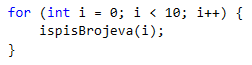 for (int i = 0; i < 10; i++) {
    ispisBrojeva(i);
}